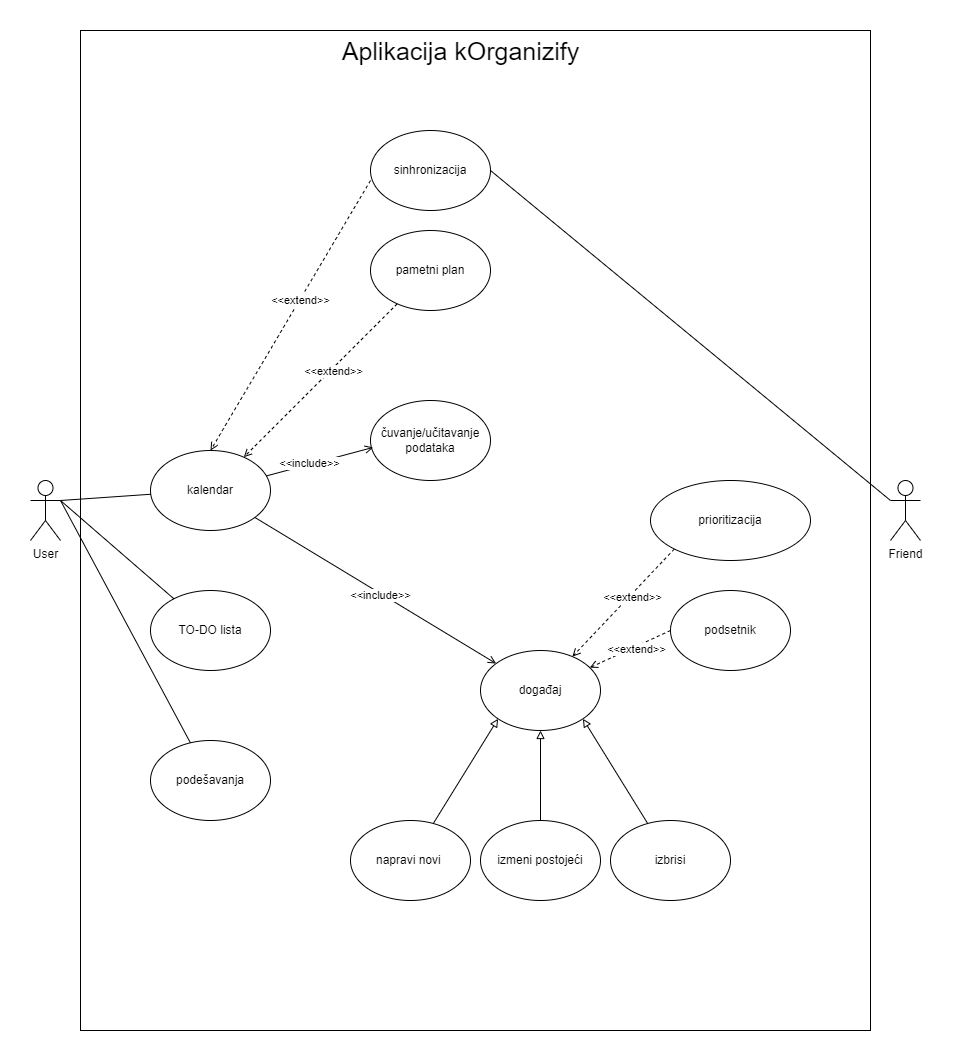 Aplikacija kOrganizify
sinhronizacija
pametni plan
<<extend>>
<<extend>>
čuvanje/učitavanje
podataka
<<include>>
kalendar
prioritizacija
User
Friend
<<include>>
<<extend>>
TO-DO lista
podsetnik
<<extend>>
događaj
podešavanja
napravi novi
izmeni postojeći
izbrisi